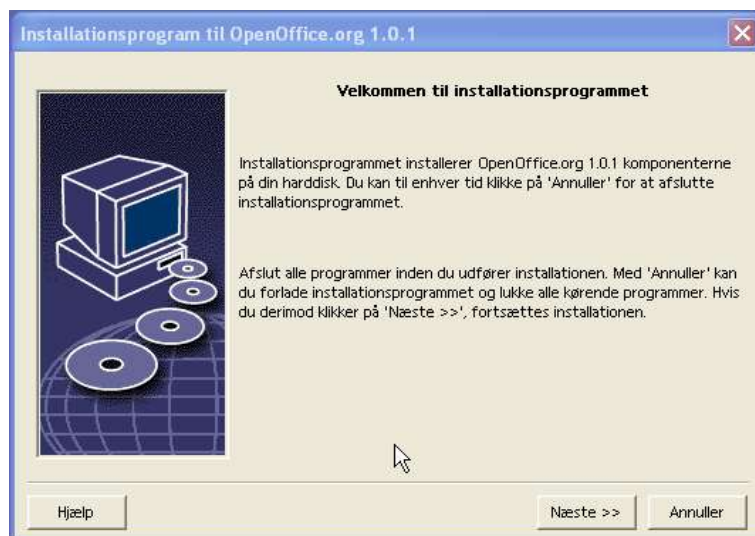 Installationsprogram til OpenOffice.org 1.0.1
Velkommen til installationsprogrammet
Installationsprogrammet installerer OpenOffice.org 1.0.1 komponenterne
på din harddisk. Du kan til enhver tid klikke på 'Annuller' for at afslutte
installationsprogrammet.
Afslut alle programmer inden du udfører installationen. Med 'Annuller' kan
du forlade installationsprogrammet og lukke alle kørende programmer. Hvis
du derimod klikker på 'Næste >>', fortsættes installationen.
Hjælp
Næste >>
Annuller